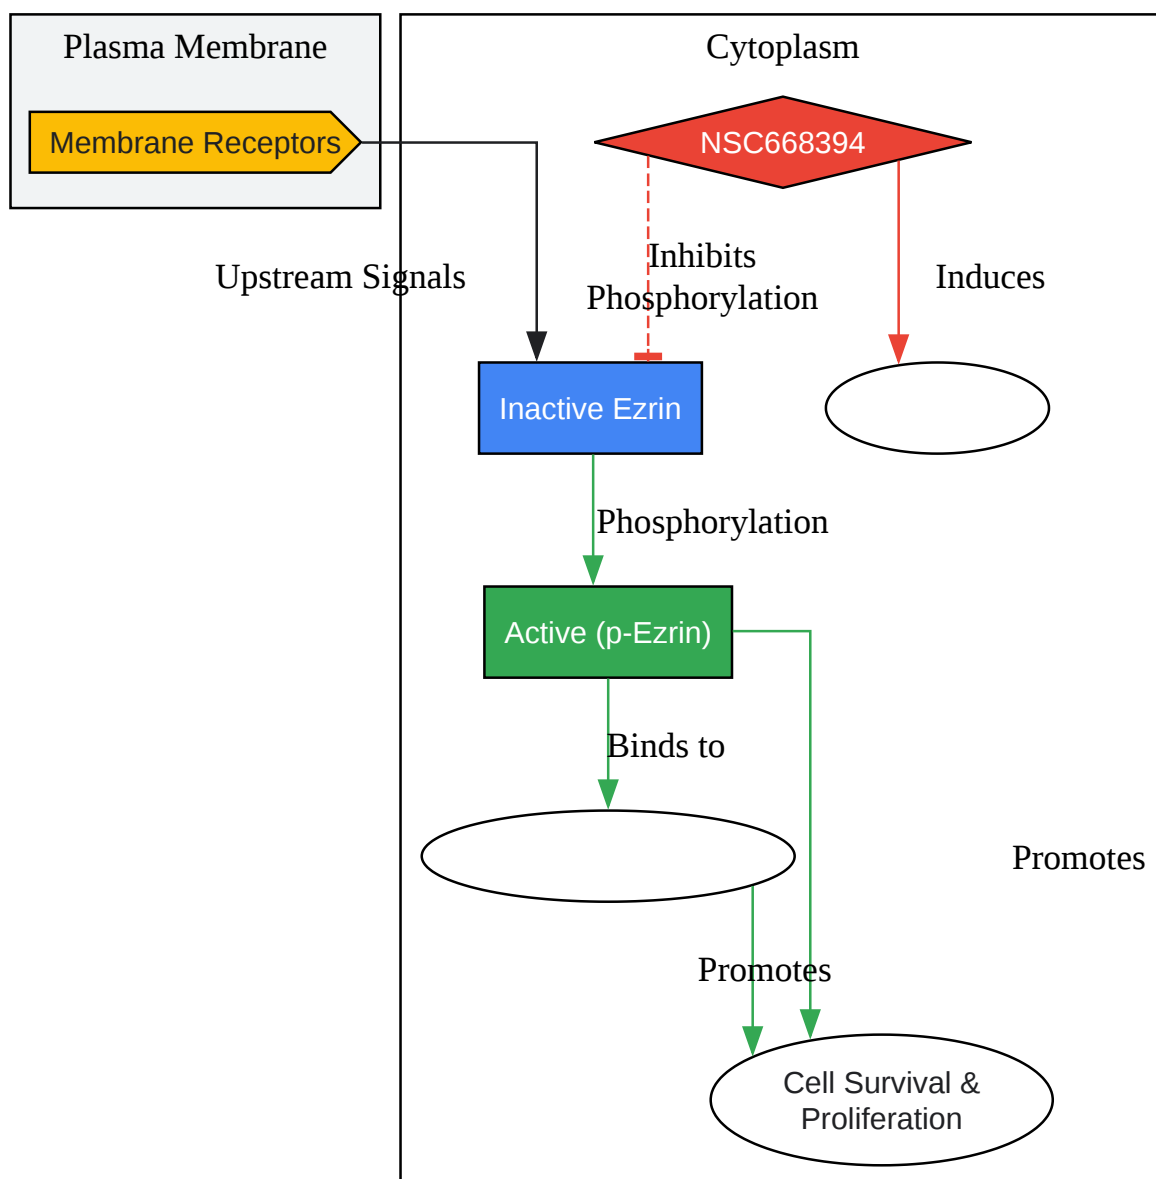 Plasma Membrane
Cytoplasm
Membrane Receptors
NSC668394
Upstream Signals
Inhibits
Phosphorylation
Induces
Inactive Ezrin
Phosphorylation
Active (p-Ezrin)
Binds to
Promotes
Promotes
Cell Survival &
Proliferation